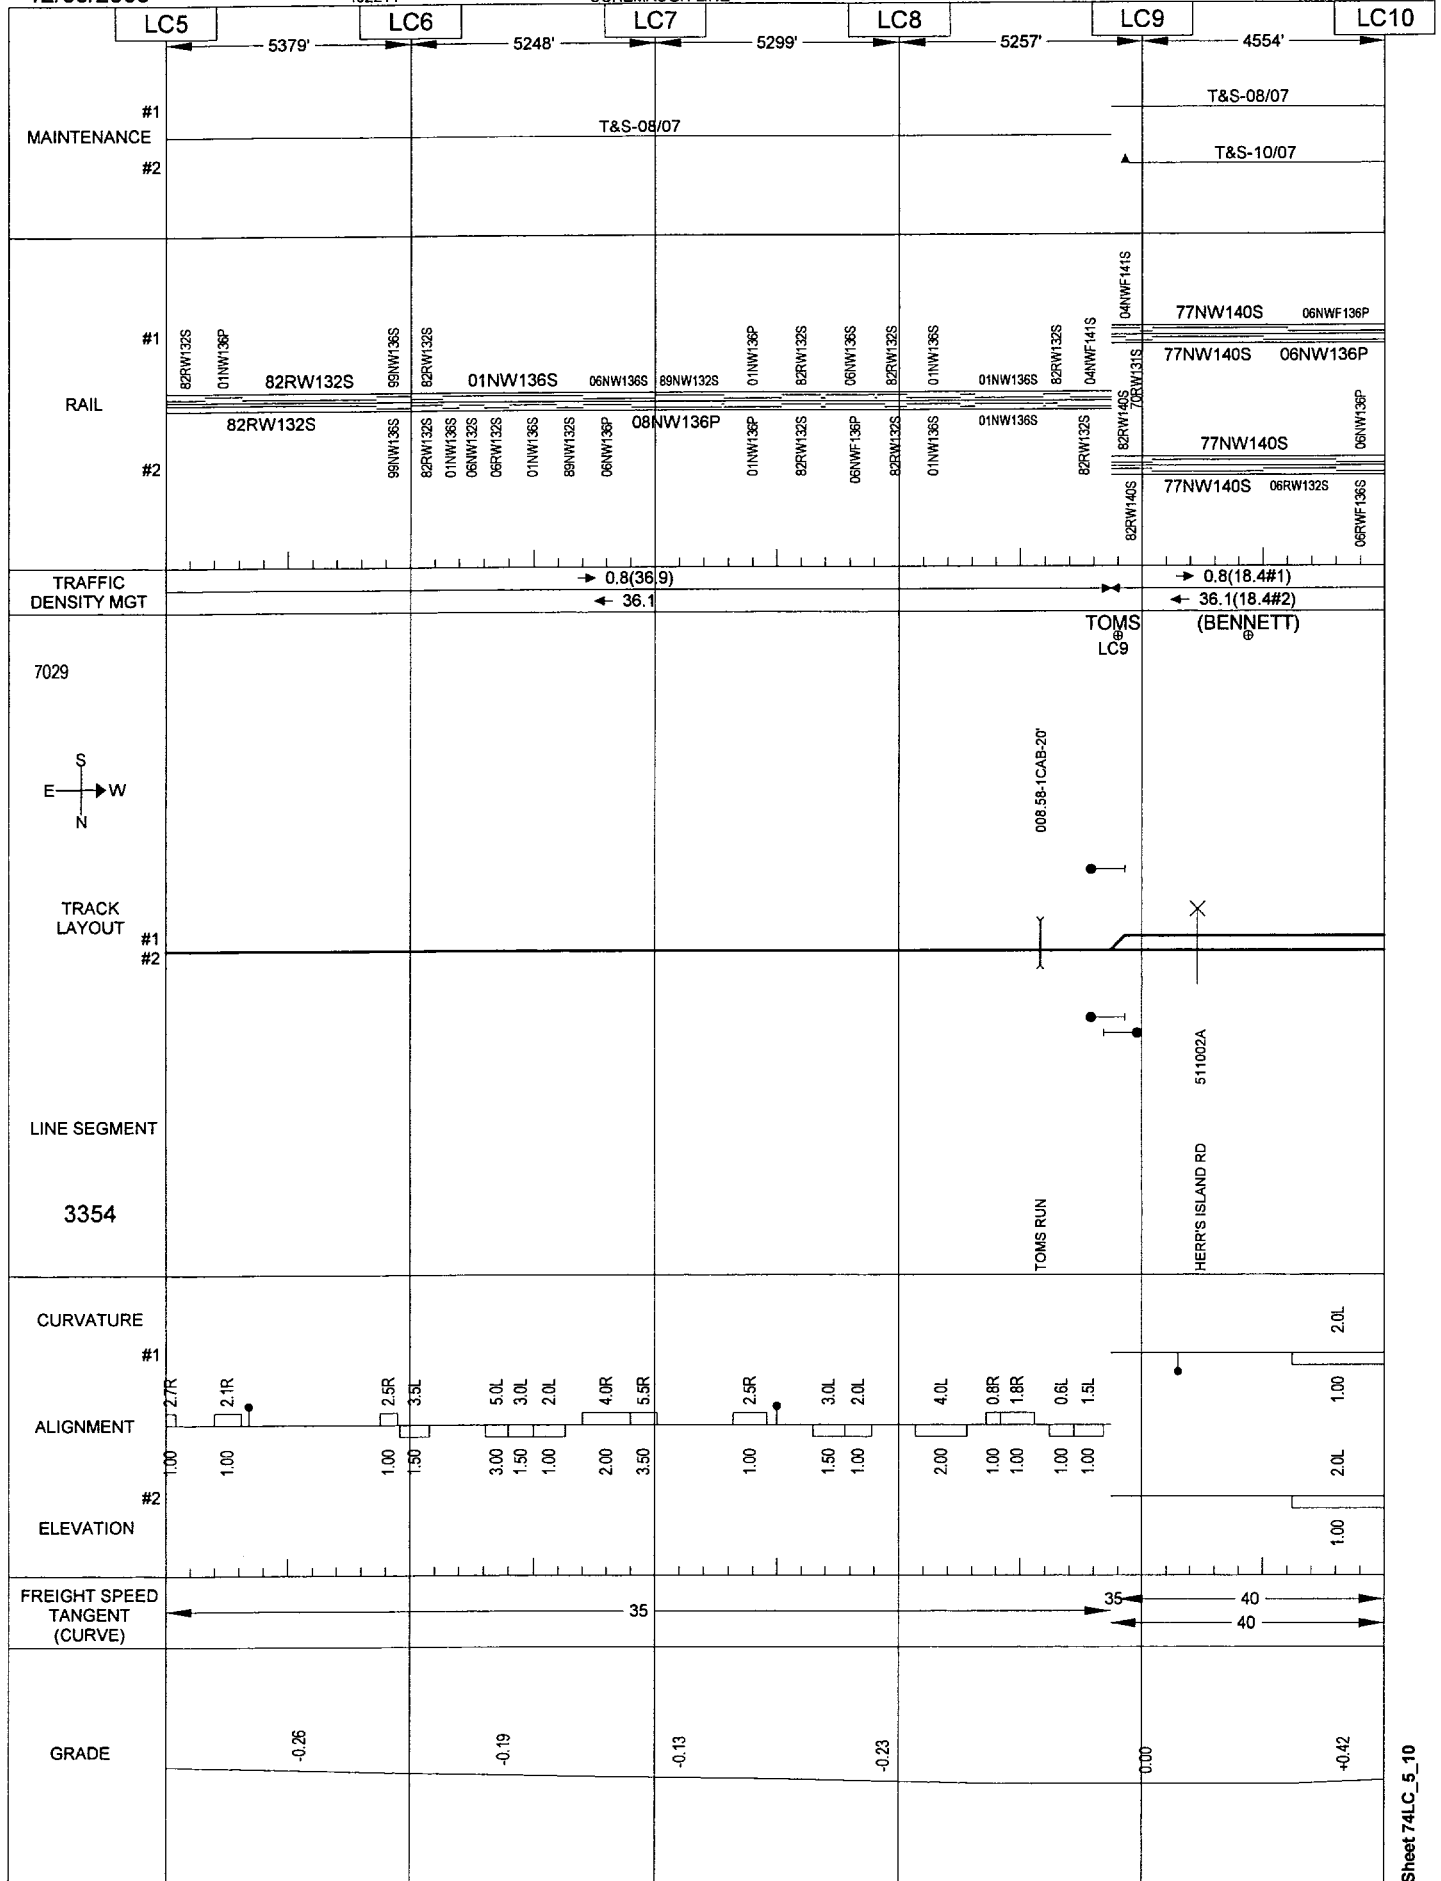 LC5 LC6 LC7 LC8 LC9 LC10
5379' 5248' 5299' 5257' 4554'
MAINTENANCE
#1
#2
T&S-08/07
T&S-08/07
T&S-10/07
RAIL
#1
#2
82RW132S
01NW136P
82RW132S
99NW136S
82RW132S
01NW136S
06NW136S
89NW132S
01NW136P
82RW132S
06NW136S
82RW132S
01NW136S
01NW136S
82RW132S
04NWF141S
04NWF141S
77NW140S
06NWF136P
82RW132S
99NW136S
82RW132S
01NW136S
06NW132S
06RW132S
01NW136S
89NW132S
06NW136P
08NW136P
01NW136P
82RW132S
06NWF136P
82RW132S
01NW136S
01NW136S
82RW132S
70RW131S
77NW140S
06NW136P
82RW140S
77NW140S
06NW136P
82RW140S
77NW140S
06RW132S
06RWF136S
TRAFFIC
DENSITY MGT
0.8(36.9)
36.1
0.8(18.4#1)
36.1(18.4#2)
TOMS
LC9
(BENNETT)
7029
S
E W
N
TRACK
LAYOUT
#1
#2
008.58-1CAB-20'
TOMS RUN
511002A
HERR'S ISLAND RD
LINE SEGMENT
3354
CURVATURE
#1
ALIGNMENT
#2
ELEVATION
2.7R 2.1R 2.5R 3.5L 5.0L 3.0L 2.0L 4.0R 5.5R 2.5R 3.0L 2.0L 4.0L 0.8R 1.8R 0.6L 1.5L
1.00 1.00 1.00 1.50 3.00 1.50 1.00 2.00 3.50 1.00 1.50 1.00 2.00 1.00 1.00 1.00 1.00
2.0L
1.00
2.0L
1.00
FREIGHT SPEED
TANGENT
(CURVE)
35
35 40
40
GRADE
-0.26 -0.19 -0.13 -0.23 0.00 +0.42
Sheet 74LC_5_10